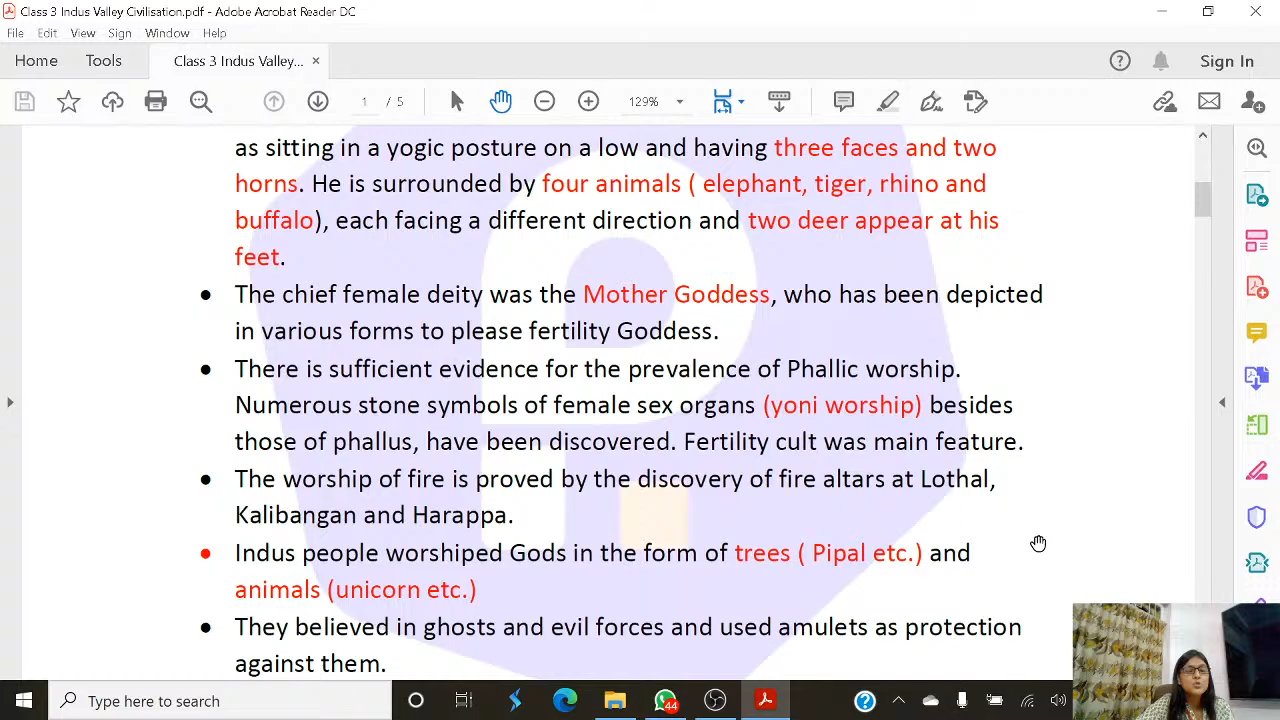 Class 3 Indus Valley Civilisation.pdf - Adobe Acrobat Reader DC
File Edit View Sign Window Help
Home Tools Class 3 Indus Valley... × Sign In
1 / 5 129%
as sitting in a yogic posture on a low and having three faces and two
horns. He is surrounded by four animals ( elephant, tiger, rhino and
buffalo), each facing a different direction and two deer appear at his
feet.
• The chief female deity was the Mother Goddess, who has been depicted
in various forms to please fertility Goddess.
• There is sufficient evidence for the prevalence of Phallic worship.
Numerous stone symbols of female sex organs (yoni worship) besides
those of phallus, have been discovered. Fertility cult was main feature.
• The worship of fire is proved by the discovery of fire altars at Lothal,
Kalibangan and Harappa.
• Indus people worshiped Gods in the form of trees ( Pipal etc.) and
animals (unicorn etc.)
• They believed in ghosts and evil forces and used amulets as protection
against them.
Type here to search 44